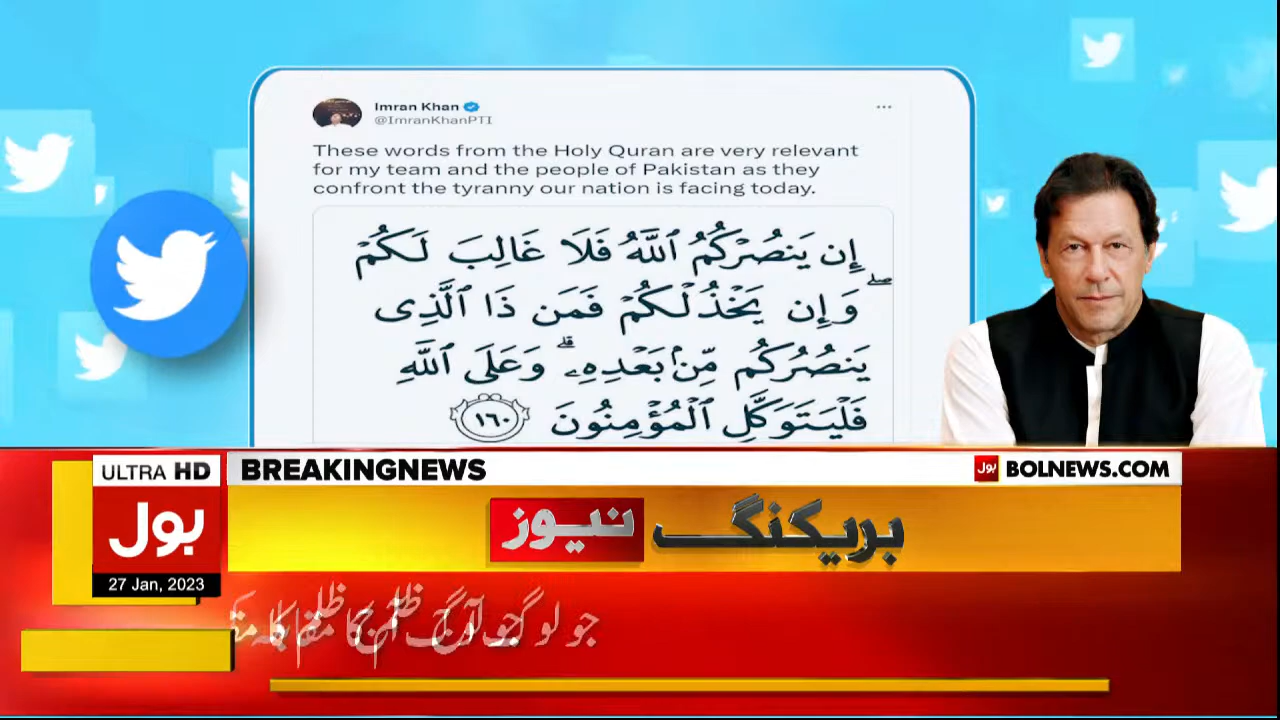 Imran Khan
@ImranKhanPTI
These words from the Holy Quran are very relevant
for my team and the people of Pakistan as they
confront the tyranny our nation is facing today.
إِن يَنصُرْكُمُ ٱللَّهُ فَلَا غَالِبَ لَكُمْ ۖ
وَإِن يَخْذُلْكُمْ فَمَن ذَا ٱلَّذِى
يَنصُرُكُم مِّنۢ بَعْدِهِۦ ۗ وَعَلَى ٱللَّهِ
فَلْيَتَوَكَّلِ ٱلْمُؤْمِنُونَ ١٦٠
ULTRA HD
BREAKINGNEWS
بول BOLNEWS.COM
بول
بریکنگ نیوز
27 Jan, 2023
جو لوگ